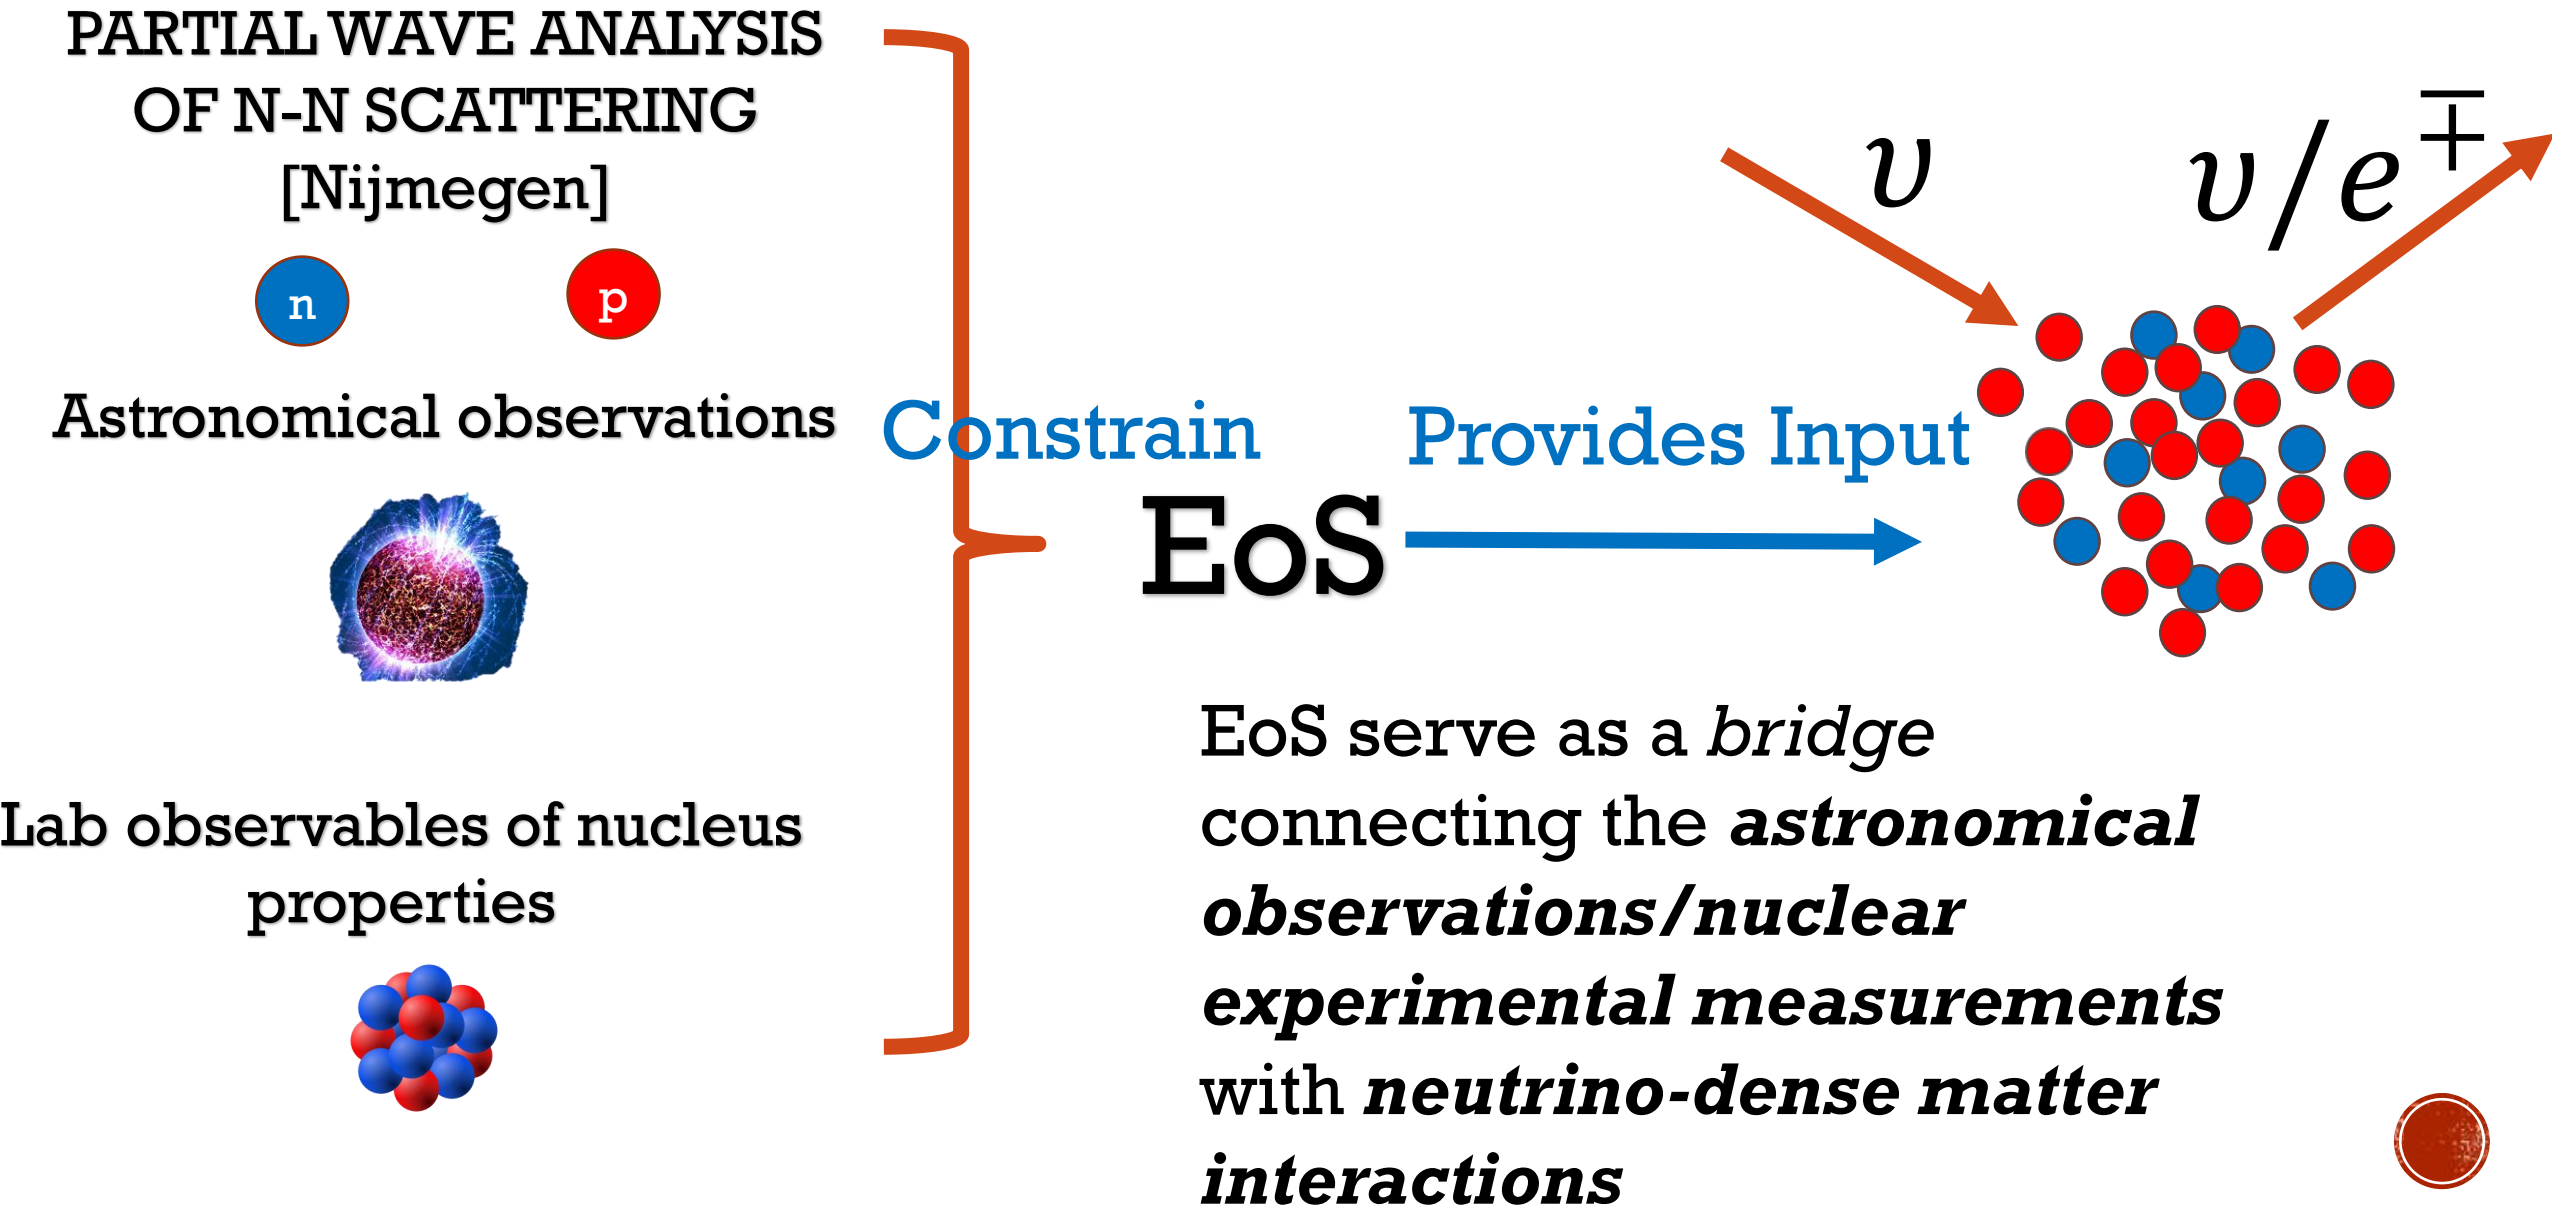 PARTIAL WAVE ANALYSIS
OF N-N SCATTERING
[Nijmegen]
n
p
Astronomical observations
Lab observables of nucleus
properties
Constrain
EoS
Provides Input
υ
υ/e∓
EoS serve as a bridge
connecting the astronomical
observations/nuclear
experimental measurements
with neutrino-dense matter
interactions